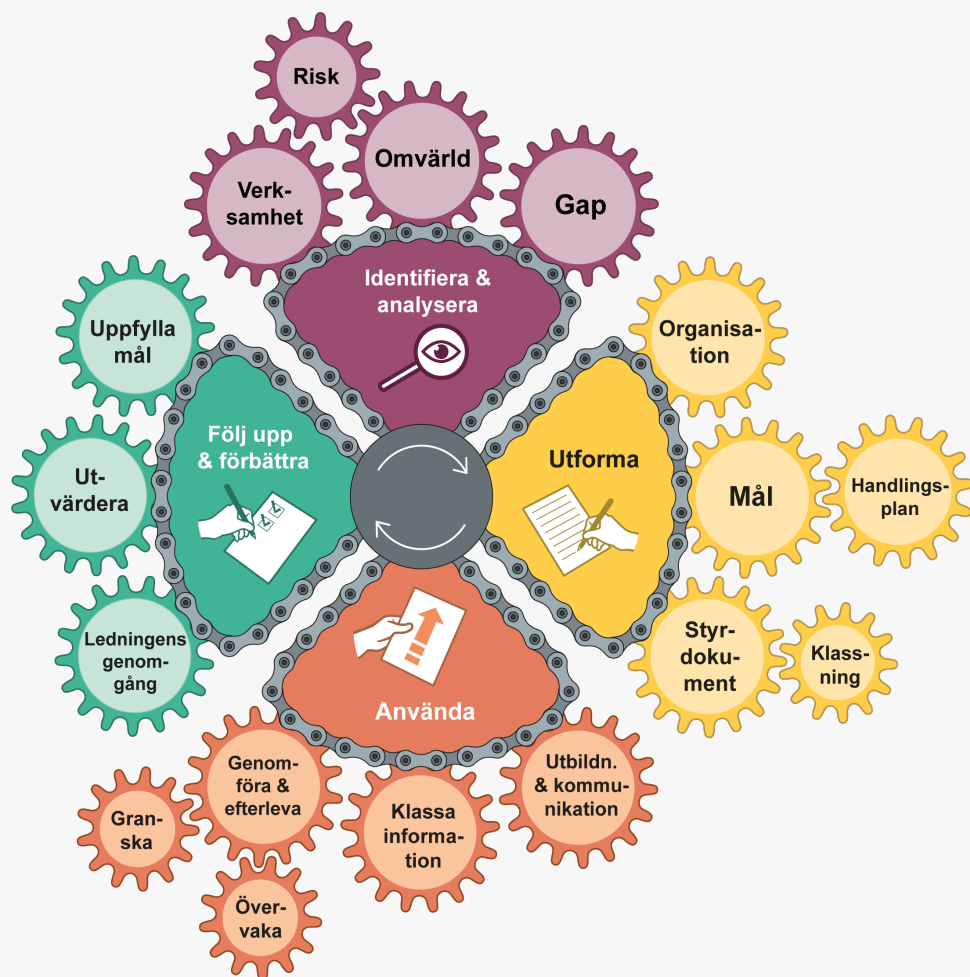 Risk
Omvärld
Verk-
samhet
Gap
Identifiera &
analysera
Uppfylla
mål
Organisa-
tion
Följ upp
& förbättra
Utforma
Ut-
värdera
Mål
Handlings-
plan
Ledningens
genom-
gång
Styr-
doku-
ment
Klass-
ning
Använda
Genom-
föra &
efterleva
Utbildn.
& kommu-
nikation
Klassa
informa-
tion
Gran-
ska
Över-
vaka